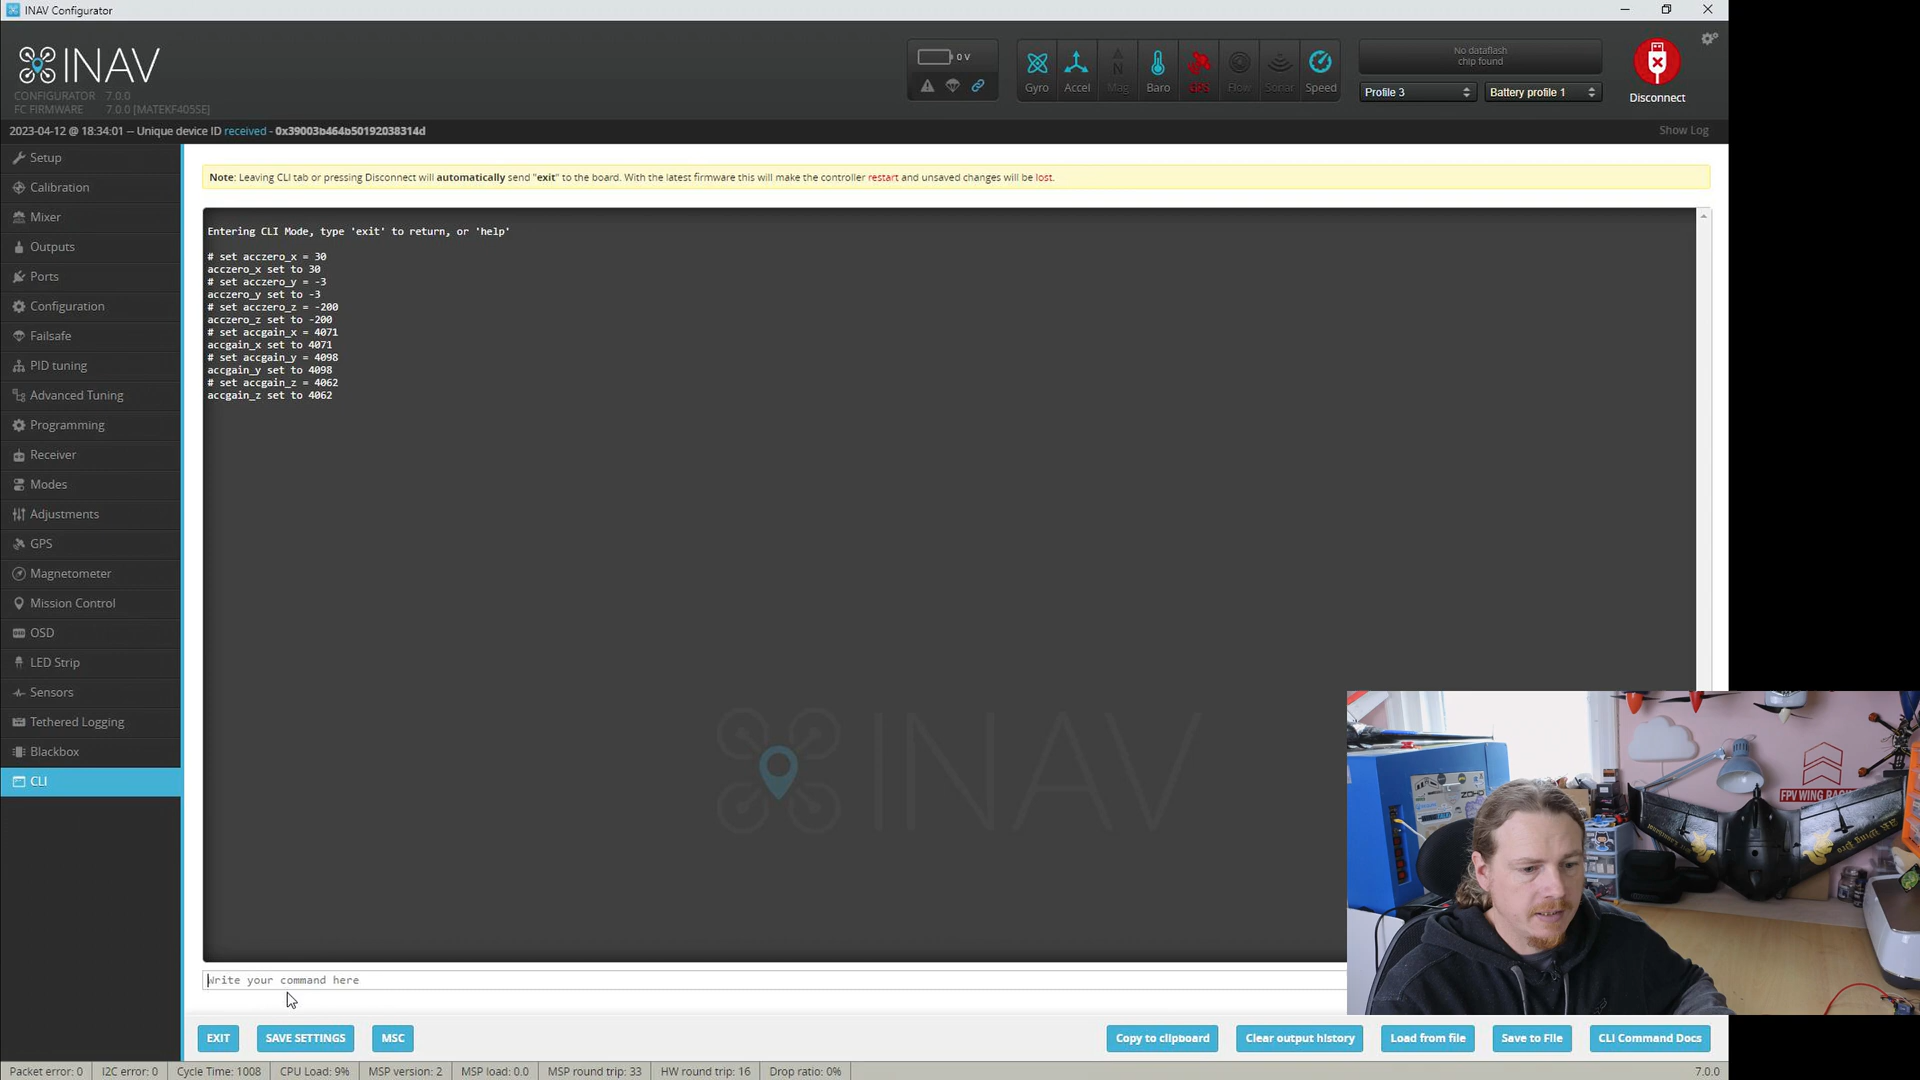 INAV Configurator
INAV
CONFIGURATOR 7.0.0
FC FIRMWARE 7.0.0 [MATEKF405SE]
0 V
Gyro Accel Mag Baro GPS Flow Sonar Speed
No dataflash
chip found
Profile 3
Battery profile 1
Disconnect
2023-04-12 @ 18:34:01 -- Unique device ID received - 0x39003b464b50192038314d
Show Log
Setup
Calibration
Mixer
Outputs
Ports
Configuration
Failsafe
PID tuning
Advanced Tuning
Programming
Receiver
Modes
Adjustments
GPS
Magnetometer
Mission Control
OSD
LED Strip
Sensors
Tethered Logging
Blackbox
CLI
Note: Leaving CLI tab or pressing Disconnect will automatically send "exit" to the board. With the latest firmware this will make the controller restart and unsaved changes will be lost.
Entering CLI Mode, type 'exit' to return, or 'help'
# set acczero_x = 30
acczero_x set to 30
# set acczero_y = -3
acczero_y set to -3
# set acczero_z = -200
acczero_z set to -200
# set accgain_x = 4071
accgain_x set to 4071
# set accgain_y = 4098
accgain_y set to 4098
# set accgain_z = 4062
accgain_z set to 4062
INAV
FPV WING RACING
Write your command here
EXIT
SAVE SETTINGS
MSC
Copy to clipboard
Clear output history
Load from file
Save to File
CLI Command Docs
Packet error: 0
I2C error: 0
Cycle Time: 1008
CPU Load: 9%
MSP version: 2
MSP load: 0.0
MSP round trip: 33
HW round trip: 16
Drop ratio: 0%
7.0.0